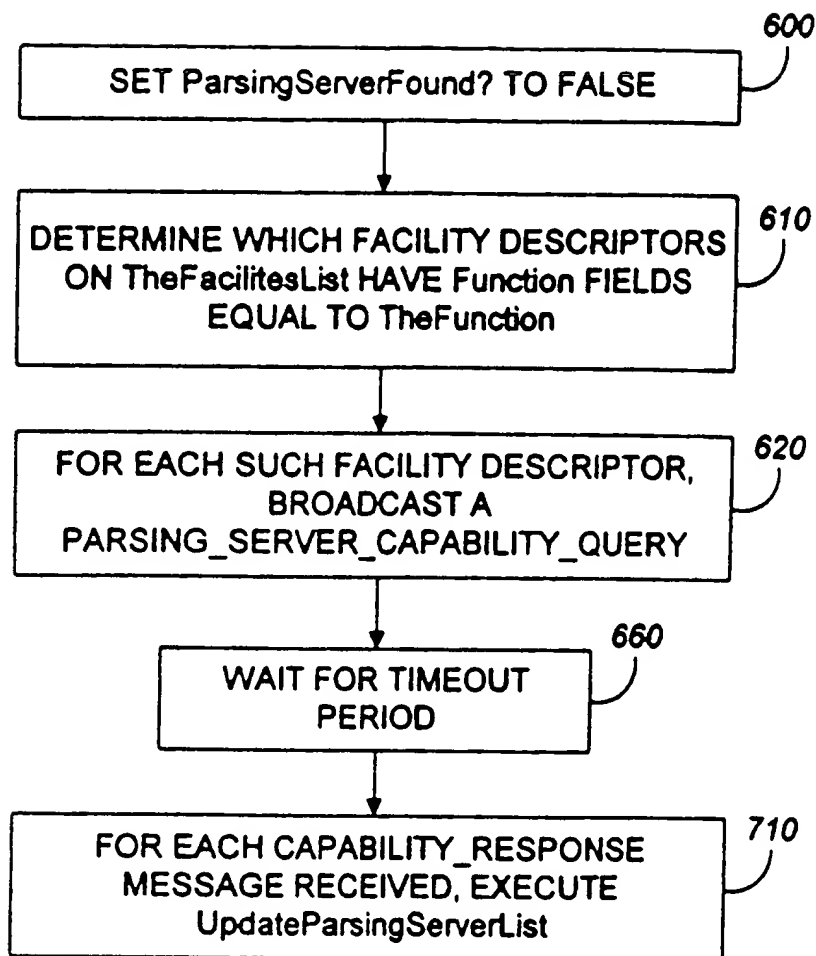 600
SET ParsingServerFound? TO FALSE
610
DETERMINE WHICH FACILITY DESCRIPTORS
ON TheFacilitesList HAVE Function FIELDS
EQUAL TO TheFunction
620
FOR EACH SUCH FACILITY DESCRIPTOR,
BROADCAST A
PARSING_SERVER_CAPABILITY_QUERY
660
WAIT FOR TIMEOUT
PERIOD
710
FOR EACH CAPABILITY_RESPONSE
MESSAGE RECEIVED, EXECUTE
UpdateParsingServerList